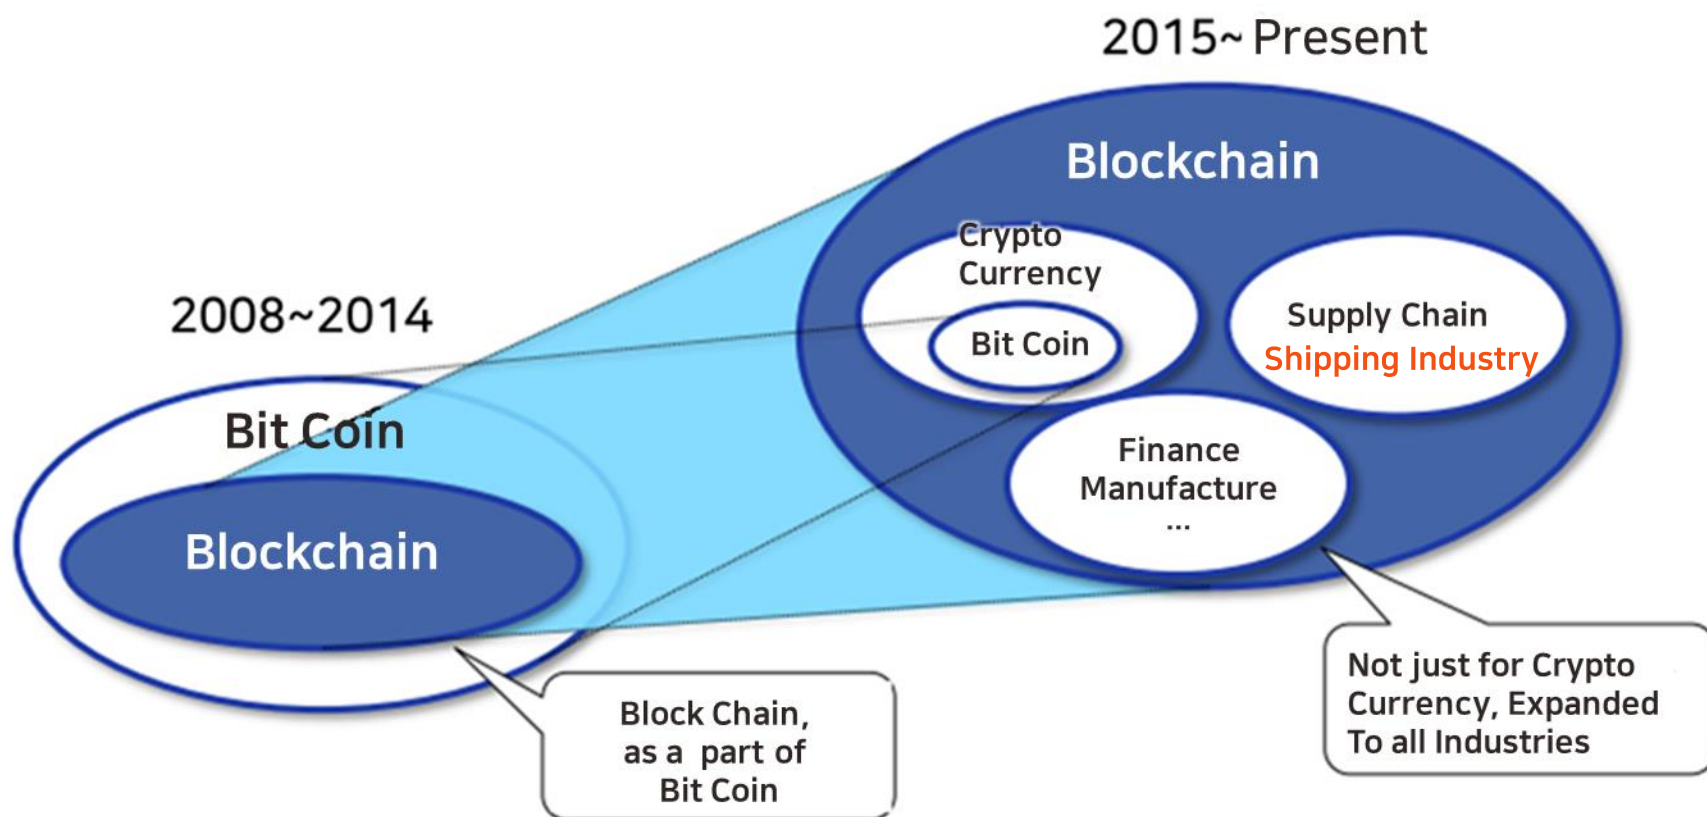 2008~2014
Bit Coin
Blockchain
Block Chain,
as a part of
Bit Coin
2015~ Present
Blockchain
Crypto
Currency
Bit Coin
Supply Chain
Shipping Industry
Finance
Manufacture
...
Not just for Crypto
Currency, Expanded
To all Industries